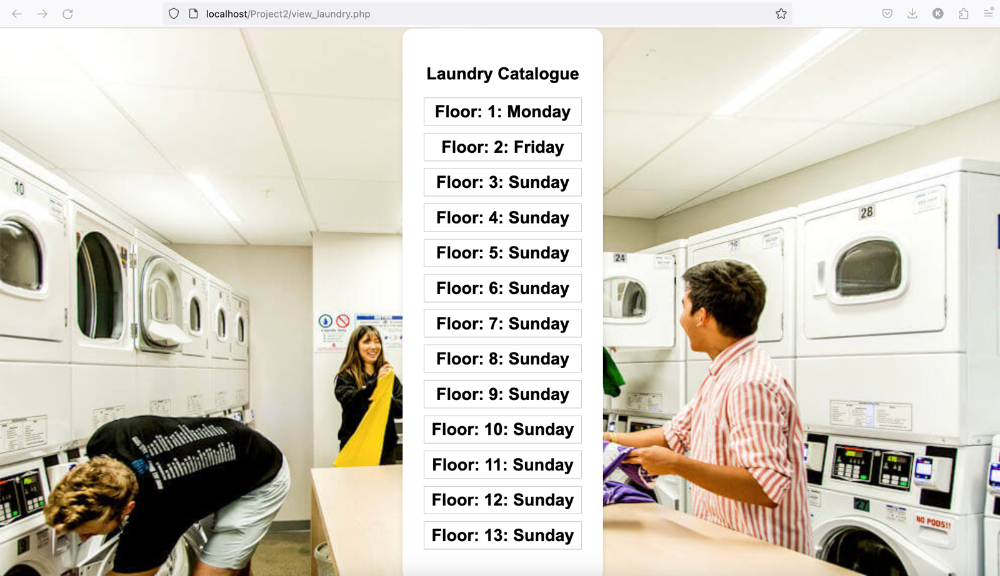 localhost/Project2/view_laundry.php
K
Laundry Catalogue
Floor: 1: Monday
Floor: 2: Friday
Floor: 3: Sunday
Floor: 4: Sunday
Floor: 5: Sunday
Floor: 6: Sunday
Floor: 7: Sunday
Floor: 8: Sunday
Floor: 9: Sunday
Floor: 10: Sunday
Floor: 11: Sunday
Floor: 12: Sunday
Floor: 13: Sunday
10
24
26
28
27
NO PODS!!